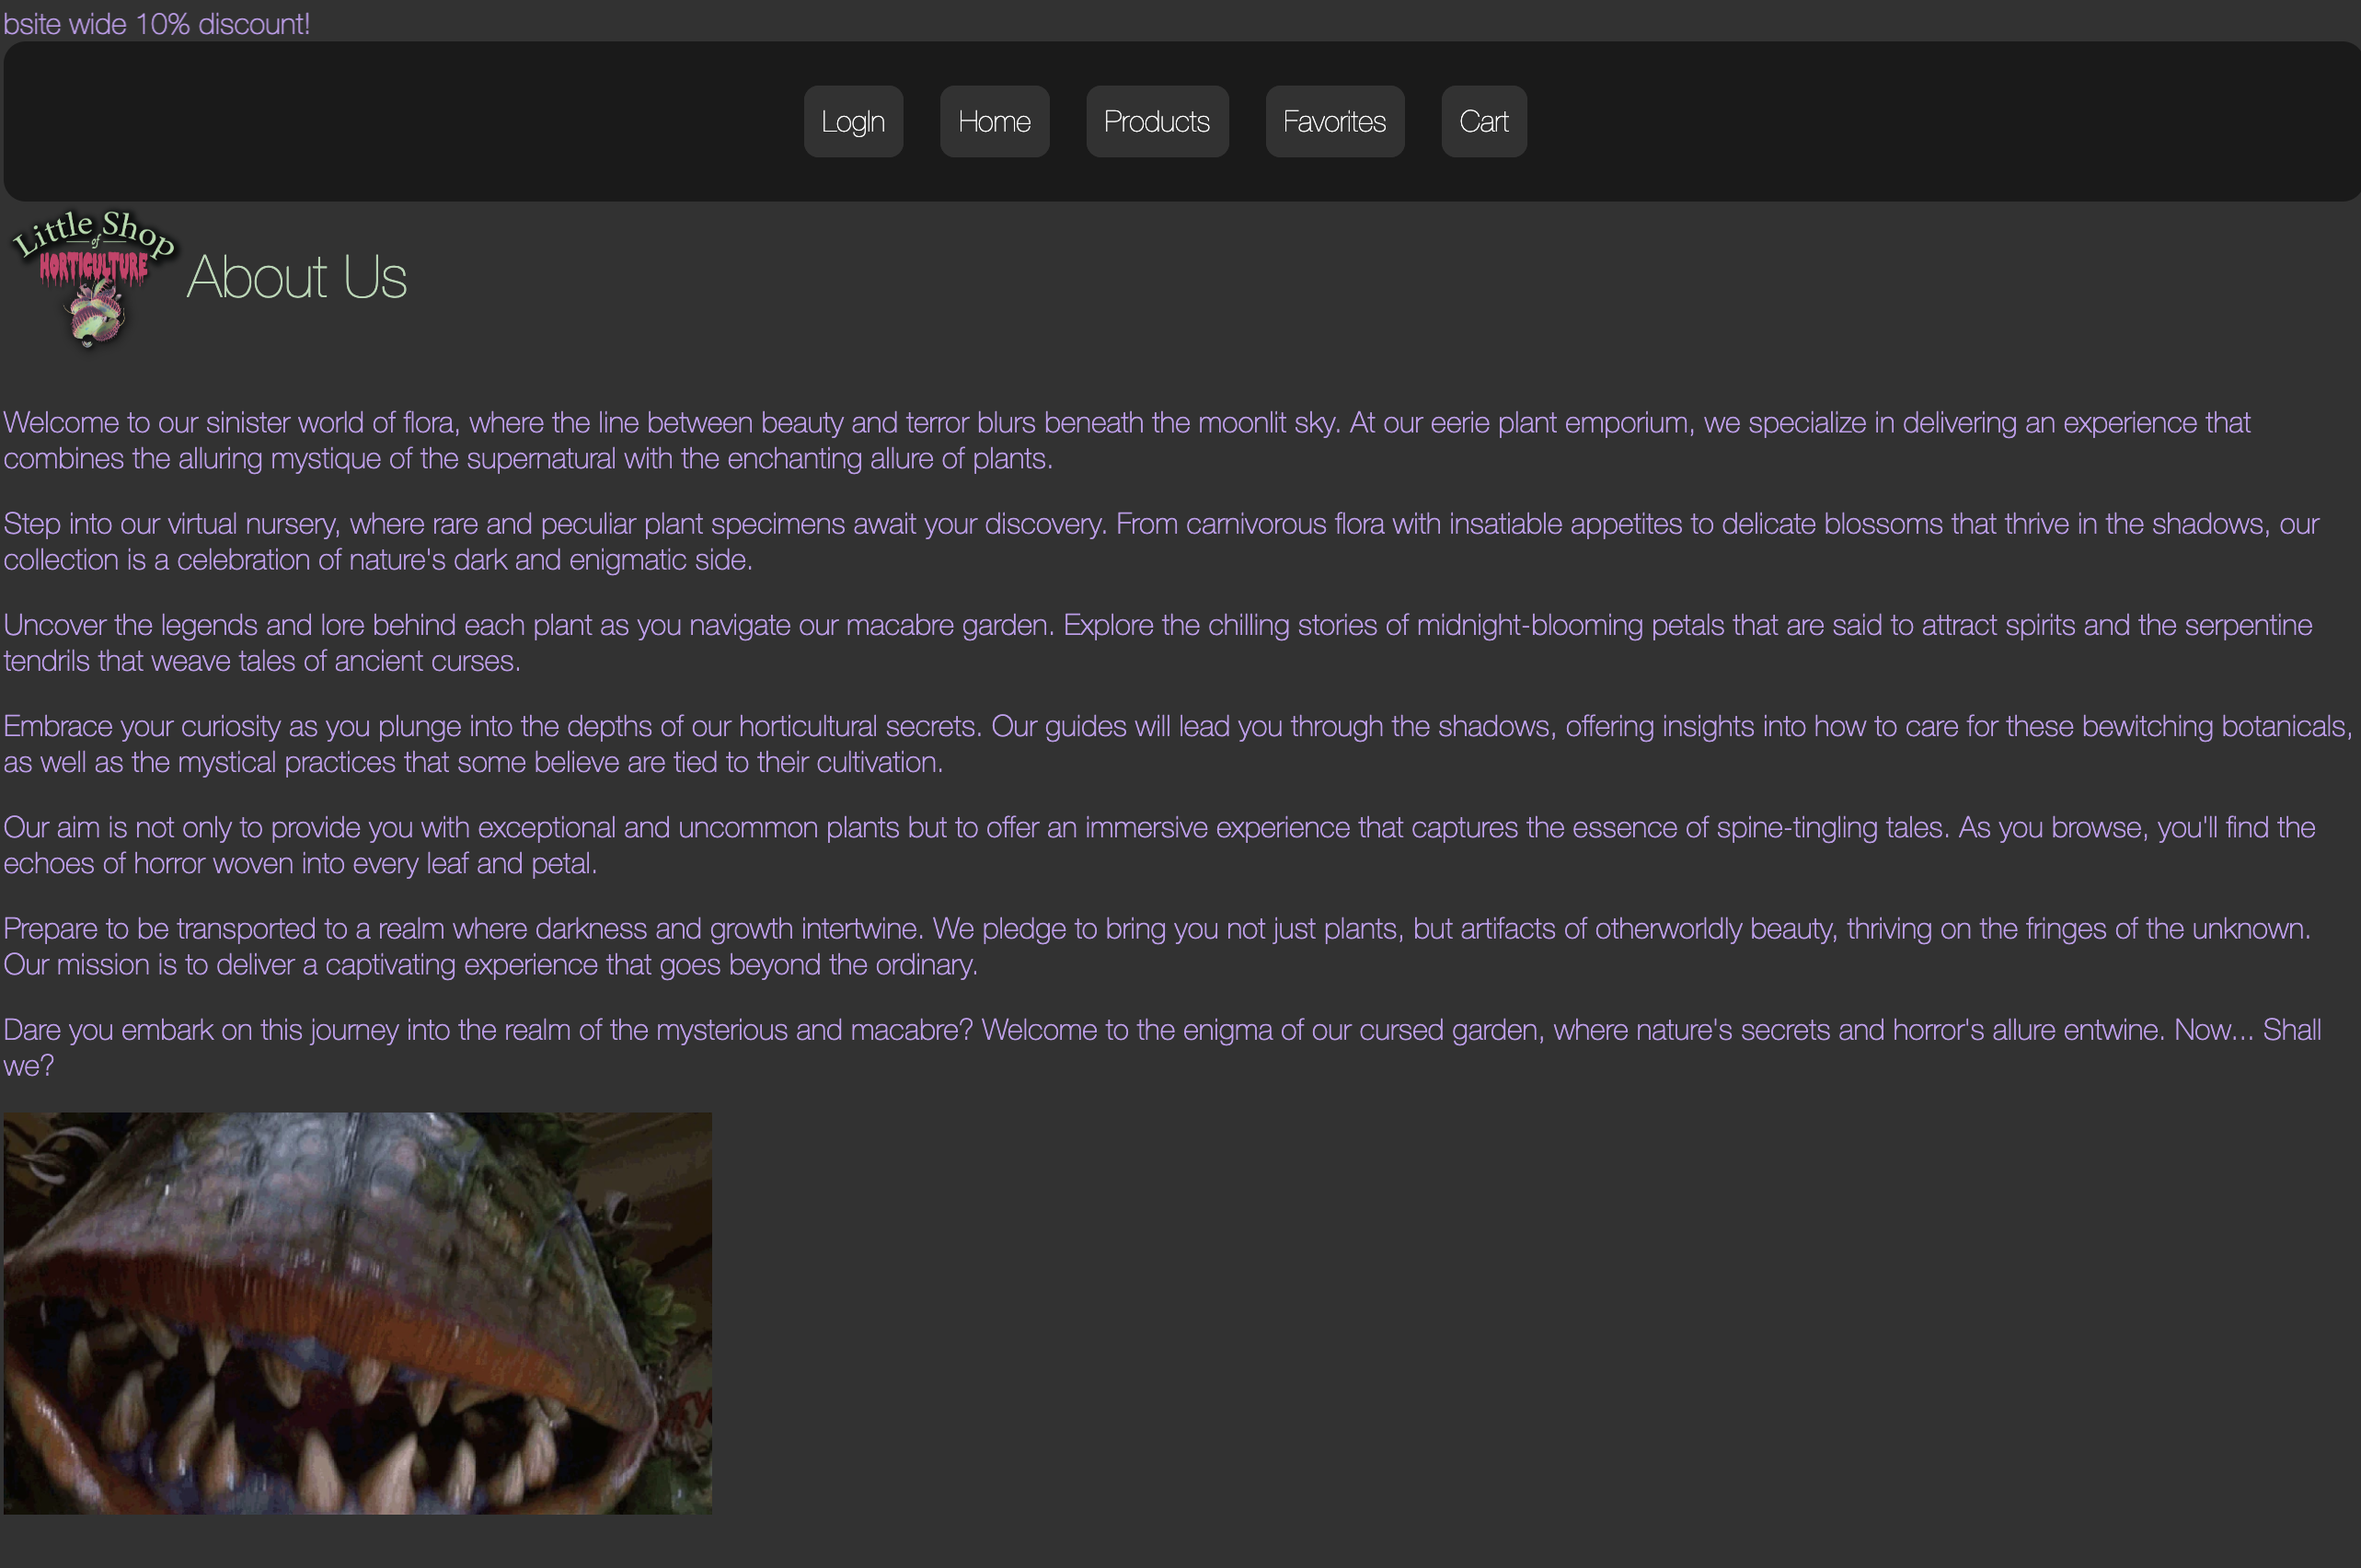 bsite wide 10% discount!
LogIn Home Products Favorites Cart
Little Shop
of
HORTICULTURE
About Us
Welcome to our sinister world of flora, where the line between beauty and terror blurs beneath the moonlit sky. At our eerie plant emporium, we specialize in delivering an experience that
combines the alluring mystique of the supernatural with the enchanting allure of plants.
Step into our virtual nursery, where rare and peculiar plant specimens await your discovery. From carnivorous flora with insatiable appetites to delicate blossoms that thrive in the shadows, our
collection is a celebration of nature's dark and enigmatic side.
Uncover the legends and lore behind each plant as you navigate our macabre garden. Explore the chilling stories of midnight-blooming petals that are said to attract spirits and the serpentine
tendrils that weave tales of ancient curses.
Embrace your curiosity as you plunge into the depths of our horticultural secrets. Our guides will lead you through the shadows, offering insights into how to care for these bewitching botanicals,
as well as the mystical practices that some believe are tied to their cultivation.
Our aim is not only to provide you with exceptional and uncommon plants but to offer an immersive experience that captures the essence of spine-tingling tales. As you browse, you'll find the
echoes of horror woven into every leaf and petal.
Prepare to be transported to a realm where darkness and growth intertwine. We pledge to bring you not just plants, but artifacts of otherworldly beauty, thriving on the fringes of the unknown.
Our mission is to deliver a captivating experience that goes beyond the ordinary.
Dare you embark on this journey into the realm of the mysterious and macabre? Welcome to the enigma of our cursed garden, where nature's secrets and horror's allure entwine. Now... Shall
we?